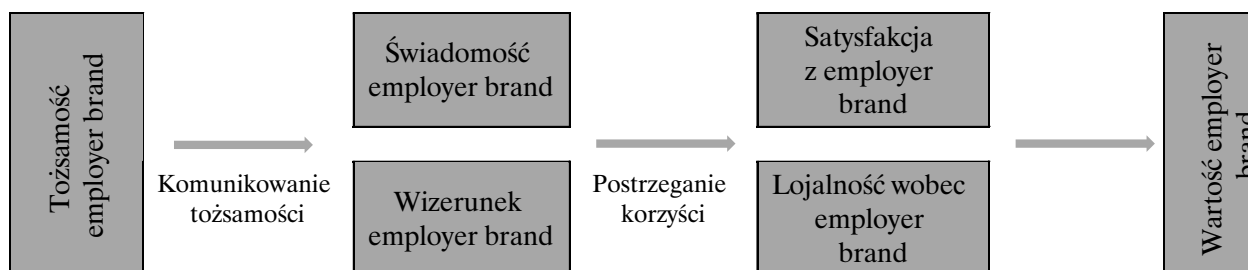 Tożsamość
employer brand
Komunikowanie
tożsamości
Świadomość
employer brand
Wizerunek
employer brand
Postrzeganie
korzyści
Satysfakcja
z employer
brand
Lojalność wobec
employer
brand
Wartość employer
brand